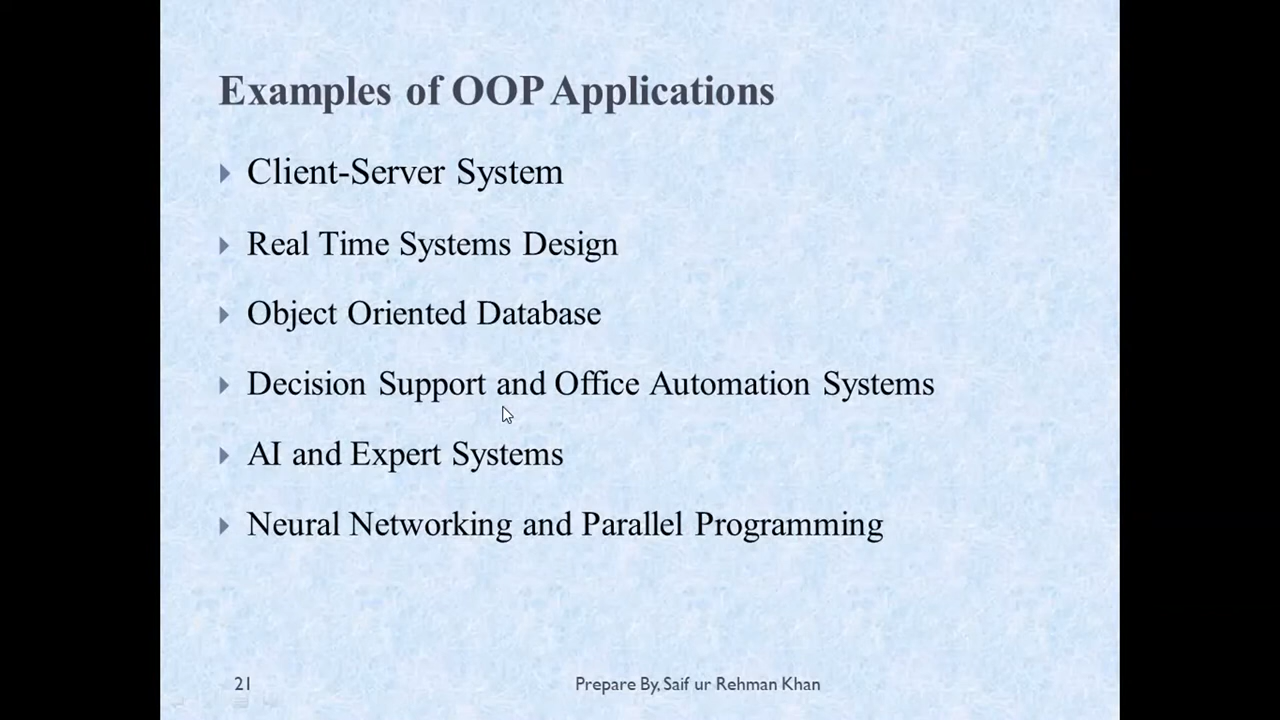 Examples of OOP Applications
Client-Server System
Real Time Systems Design
Object Oriented Database
Decision Support and Office Automation Systems
AI and Expert Systems
Neural Networking and Parallel Programming
21
Prepare By, Saif ur Rehman Khan